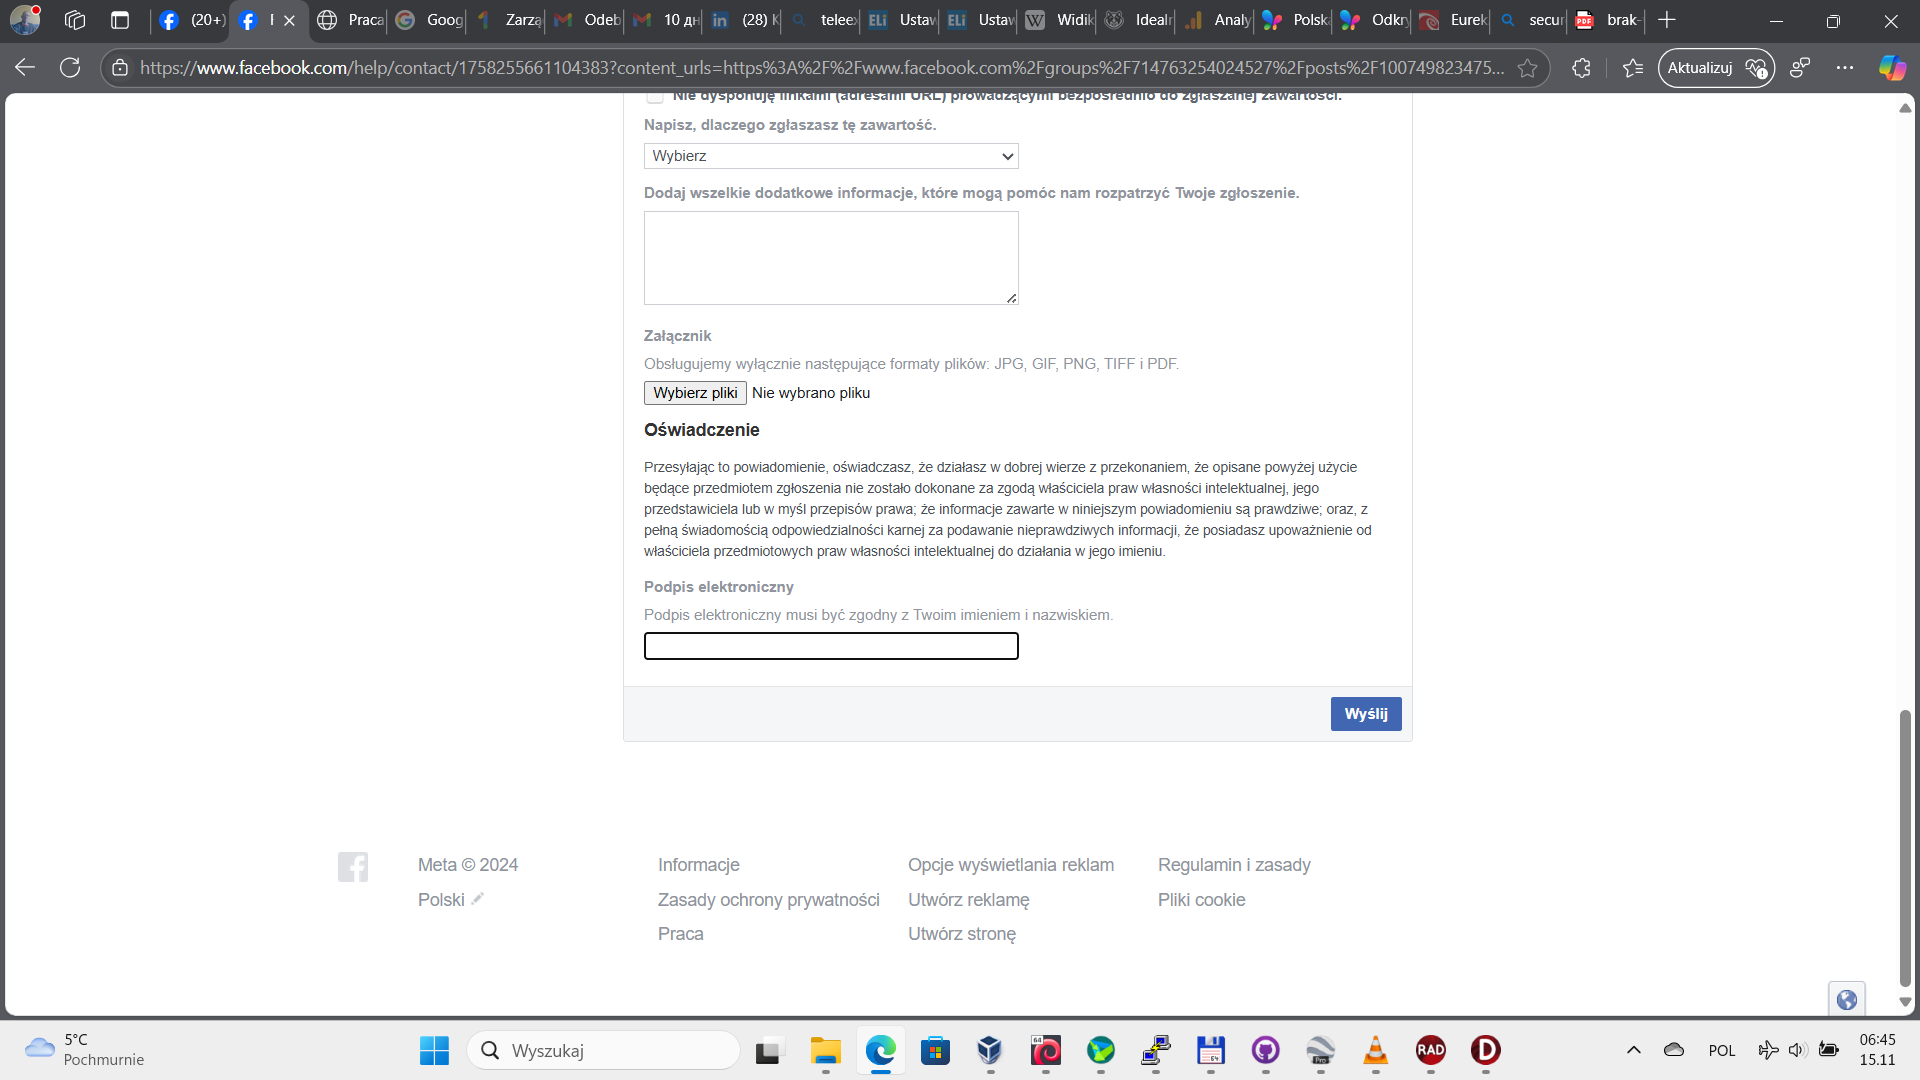 (20+)
F
Praca
Goog
Zarzą
Odeb
10 дн
(28) K
teleex
Ustaw
Ustaw
Widik
Idealn
Analy
Polska
Odkry
Eurek
secur
brak-
https://www.facebook.com/help/contact/1758255661104383?content_urls=https%3A%2F%2Fwww.facebook.com%2Fgroups%2F714763254024527%2Fposts%2F100749823475...
Aktualizuj
Nie dysponuję linkami (adresami URL) prowadzącymi bezpośrednio do zgłaszanej zawartości.
Napisz, dlaczego zgłaszasz tę zawartość.
Wybierz
Dodaj wszelkie dodatkowe informacje, które mogą pomóc nam rozpatrzyć Twoje zgłoszenie.
Załącznik
Obsługujemy wyłącznie następujące formaty plików: JPG, GIF, PNG, TIFF i PDF.
Wybierz pliki Nie wybrano pliku
Oświadczenie
Przesyłając to powiadomienie, oświadczasz, że działasz w dobrej wierze z przekonaniem, że opisane powyżej użycie
będące przedmiotem zgłoszenia nie zostało dokonane za zgodą właściciela praw własności intelektualnej, jego
przedstawiciela lub w myśl przepisów prawa; że informacje zawarte w niniejszym powiadomieniu są prawdziwe; oraz, z
pełną świadomością odpowiedzialności karnej za podawanie nieprawdziwych informacji, że posiadasz upoważnienie od
właściciela przedmiotowych praw własności intelektualnej do działania w jego imieniu.
Podpis elektroniczny
Podpis elektroniczny musi być zgodny z Twoim imieniem i nazwiskiem.
Wyślij
Meta © 2024
Informacje
Opcje wyświetlania reklam
Regulamin i zasady
Polski
Zasady ochrony prywatności
Utwórz reklamę
Pliki cookie
Praca
Utwórz stronę
5°C
Pochmurnie
Wyszukaj
POL
06:45
15.11